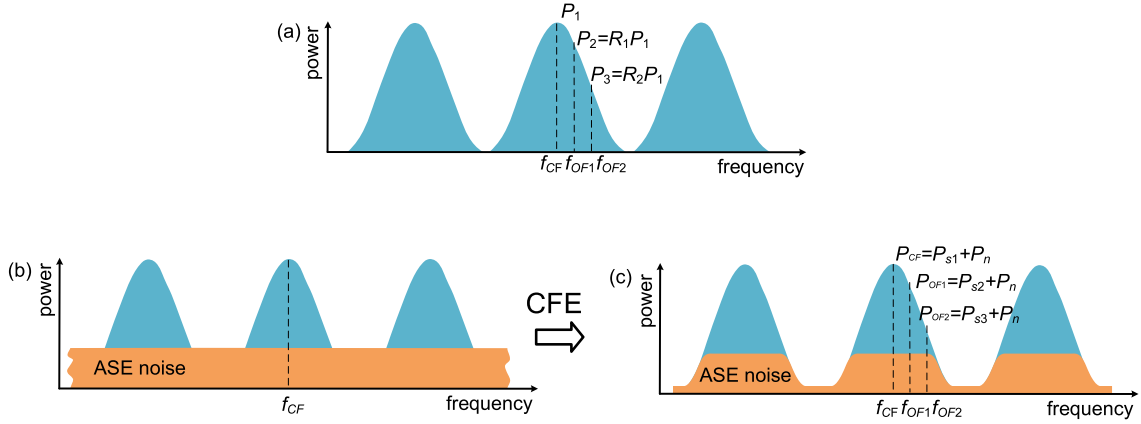 (a)
power
P1
P2=R1P1
P3=R2P1
fCF fOF1 fOF2
frequency
(b)
power
ASE noise
fCF
frequency
CFE
(c)
power
PCF=Ps1+Pn
POF1=Ps2+Pn
POF2=Ps3+Pn
ASE noise
fCF fOF1 fOF2
frequency